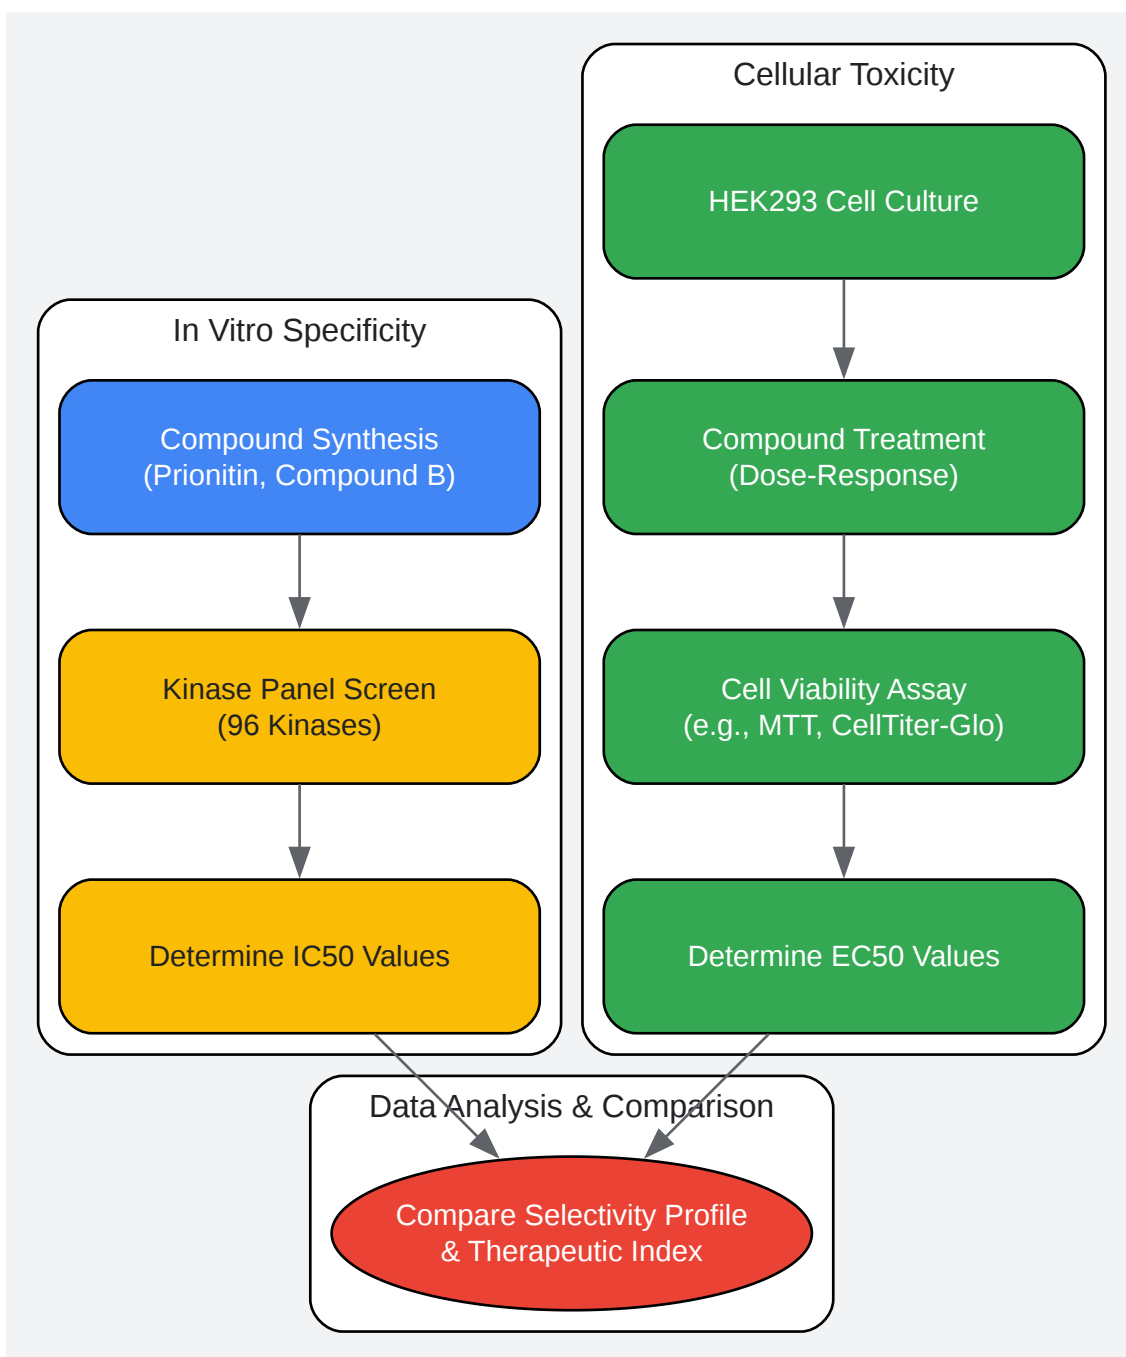 Cellular Toxicity
HEK293 Cell Culture
In Vitro Specificity
Compound Synthesis
(Prionitin, Compound B)
Kinase Panel Screen
(96 Kinases)
Determine IC50 Values
Compound Treatment
(Dose-Response)
Cell Viability Assay
(e.g., MTT, CellTiter-Glo)
Determine EC50 Values
Data Analysis & Comparison
Compare Selectivity Profile
& Therapeutic Index